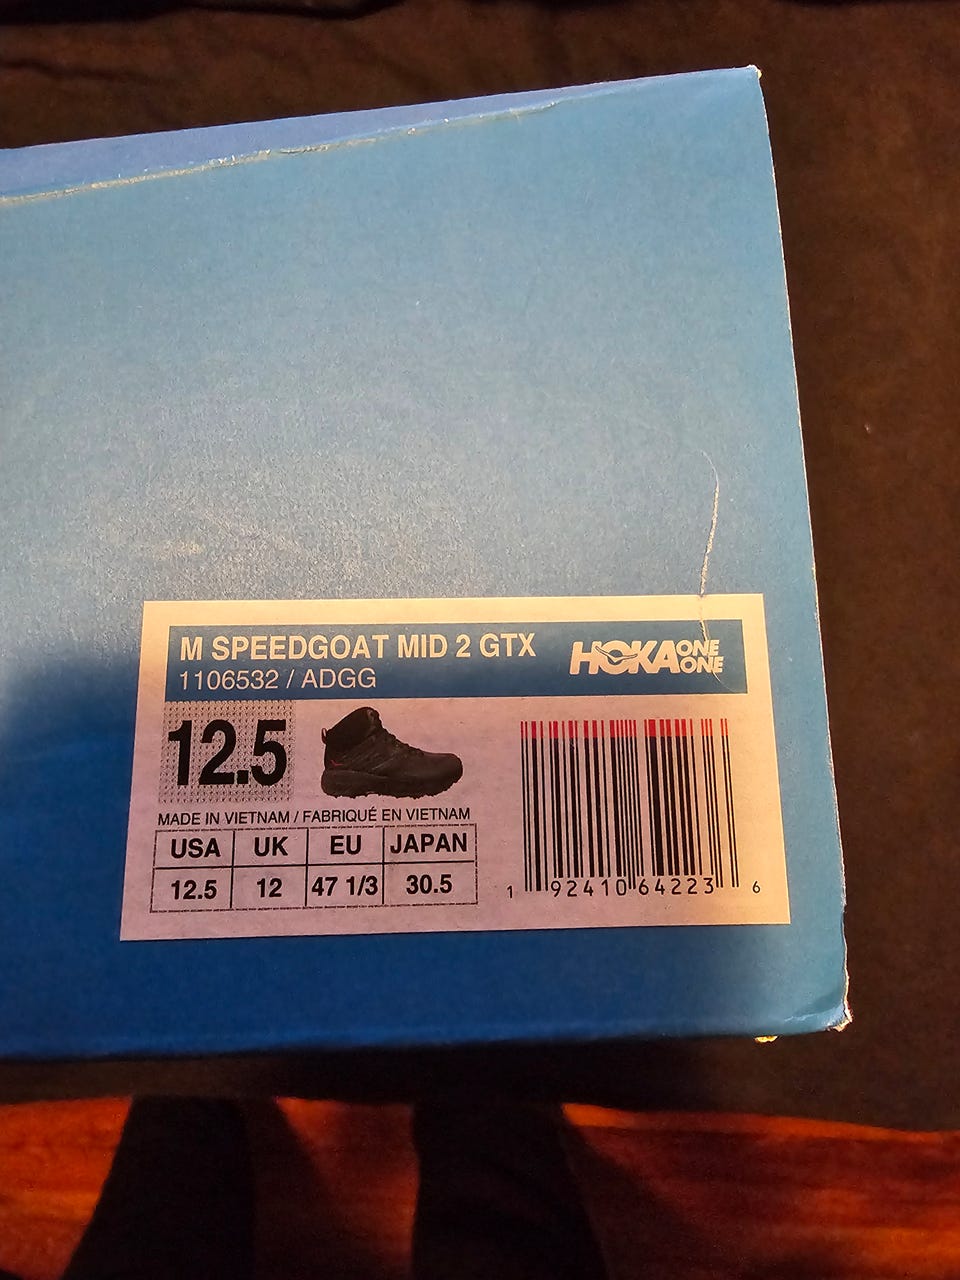 M SPEEDGOAT MID 2 GTX
1106532 / ADGG
HOKA ONE ONE
12.5
MADE IN VIETNAM / FABRIQUÉ EN VIETNAM
USA UK EU JAPAN
12.5 12 47 1/3 30.5
1 92410 64223 6